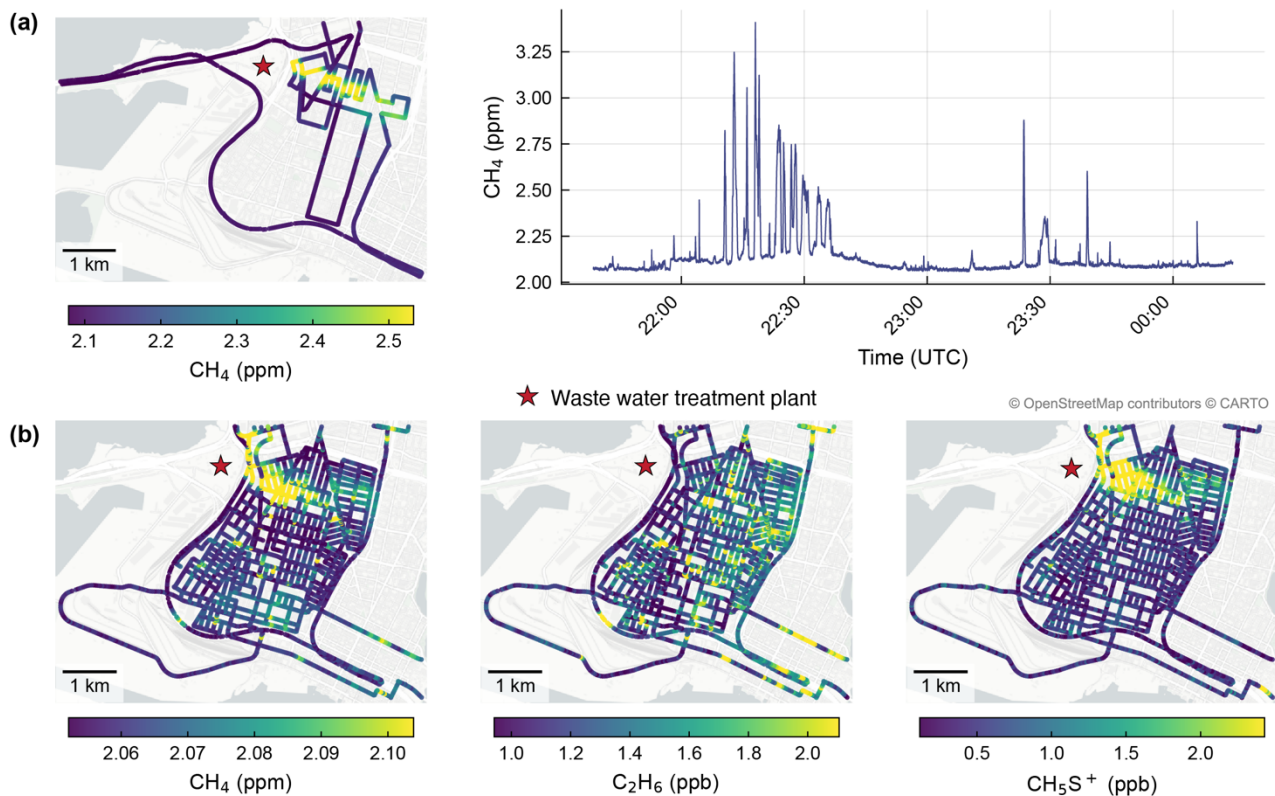 (a)
1 km
2.1 2.2 2.3 2.4 2.5
CH₄ (ppm)
CH₄ (ppm)
3.25
3.00
2.75
2.50
2.25
2.00
22:00 22:30 23:00 23:30 00:00
Time (UTC)
Waste water treatment plant
© OpenStreetMap contributors © CARTO
(b)
1 km
2.06 2.07 2.08 2.09 2.10
CH₄ (ppm)
1 km
1.0 1.2 1.4 1.6 1.8 2.0
C₂H₆ (ppb)
1 km
0.5 1.0 1.5 2.0
CH₅S⁺ (ppb)